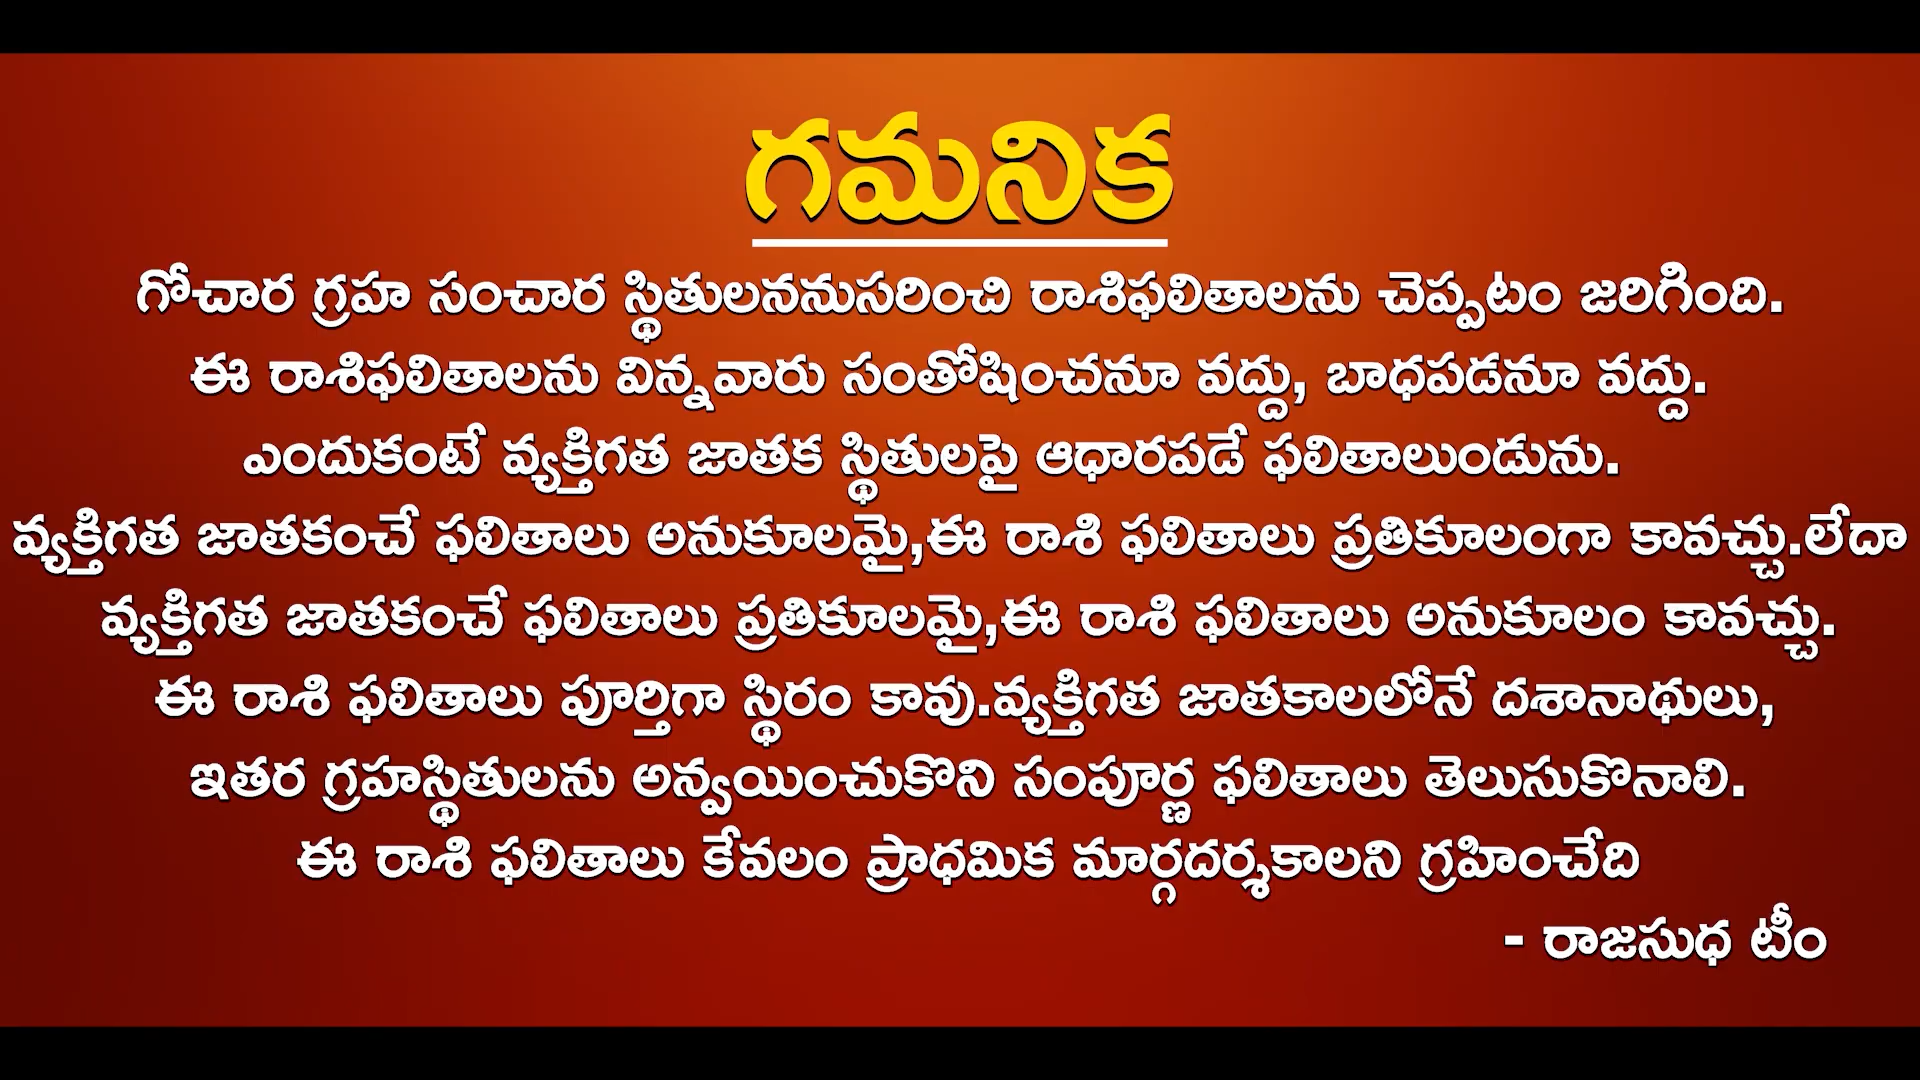 గమనిక
గోచార గ్రహ సంచార స్థితులననుసరించి రాశిఫలితాలను చెప్పటం జరిగింది.
ఈ రాశిఫలితాలను విన్నవారు సంతోషించనూ వద్దు, బాధపడనూ వద్దు.
ఎందుకంటే వ్యక్తిగత జాతక స్థితులపై ఆధారపడే ఫలితాలుండును.
వ్యక్తిగత జాతకంచే ఫలితాలు అనుకూలమై,ఈ రాశి ఫలితాలు ప్రతికూలంగా కావచ్చు.లేదా
వ్యక్తిగత జాతకంచే ఫలితాలు ప్రతికూలమై,ఈ రాశి ఫలితాలు అనుకూలం కావచ్చు.
ఈ రాశి ఫలితాలు పూర్తిగా స్థిరం కావు.వ్యక్తిగత జాతకాలలోనే దశానాథులు,
ఇతర గ్రహస్థితులను అన్వయించుకొని సంపూర్ణ ఫలితాలు తెలుసుకొనాలి.
ఈ రాశి ఫలితాలు కేవలం ప్రాధమిక మార్గదర్శకాలని గ్రహించేది
- రాజసుధ టీం